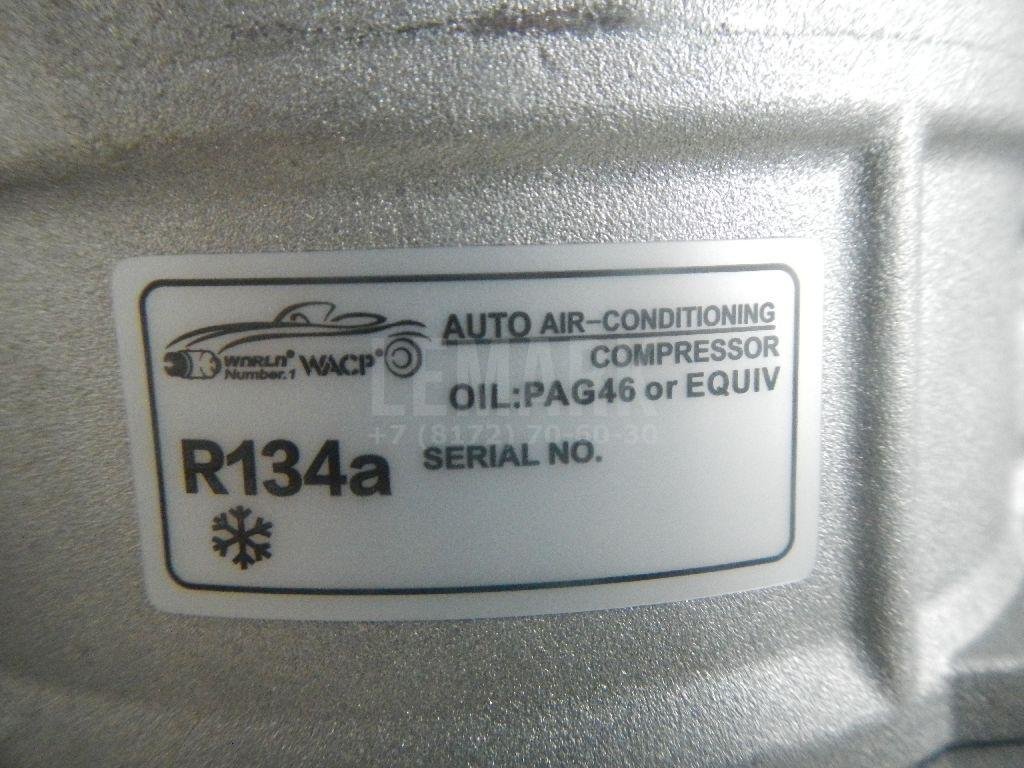 WORLD® WACP®
Number.1
AUTO AIR-CONDITIONING
COMPRESSOR
OIL:PAG46 or EQUIV
R134a
SERIAL NO.
LEMARK
+7 (8172) 70-60-30